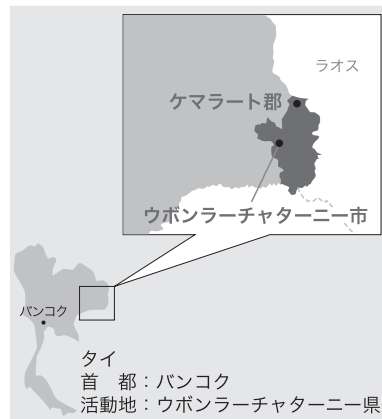 ラオス
ケマラート郡
ウボンラーチャターニー市
バンコク
タイ
首　都：バンコク
活動地：ウボンラーチャターニー県